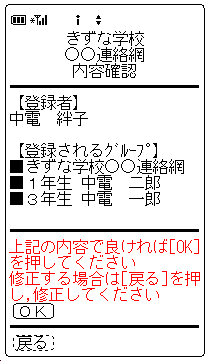 きずな学校
○○連絡網
内容確認
【登録者】
中電　絆子
【登録されるｸﾞﾙｰﾌﾟ】
■きずな学校○○連絡網
■１年生 中電　二郎
■３年生 中電　一郎
上記の内容で良ければ[OK]
を押してください
修正する場合は[戻る]を押
し,修正してください
ＯＫ
戻る